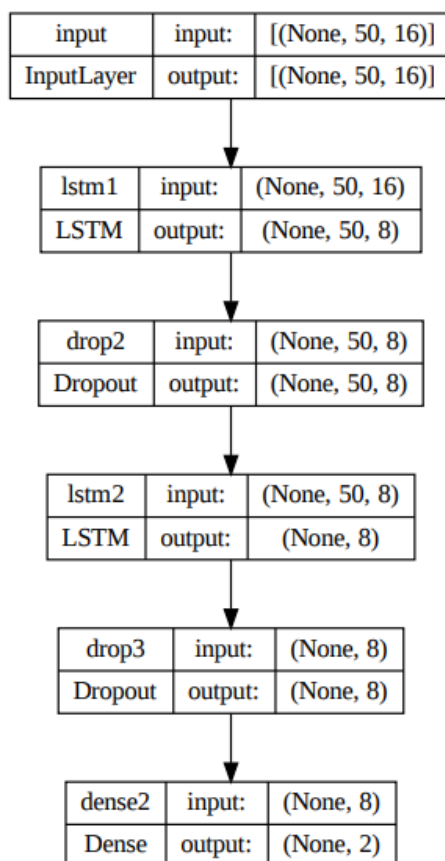 input input: [(None, 50, 16)]
InputLayer output: [(None, 50, 16)]
lstm1 input: (None, 50, 16)
LSTM output: (None, 50, 8)
drop2 input: (None, 50, 8)
Dropout output: (None, 50, 8)
lstm2 input: (None, 50, 8)
LSTM output: (None, 8)
drop3 input: (None, 8)
Dropout output: (None, 8)
dense2 input: (None, 8)
Dense output: (None, 2)